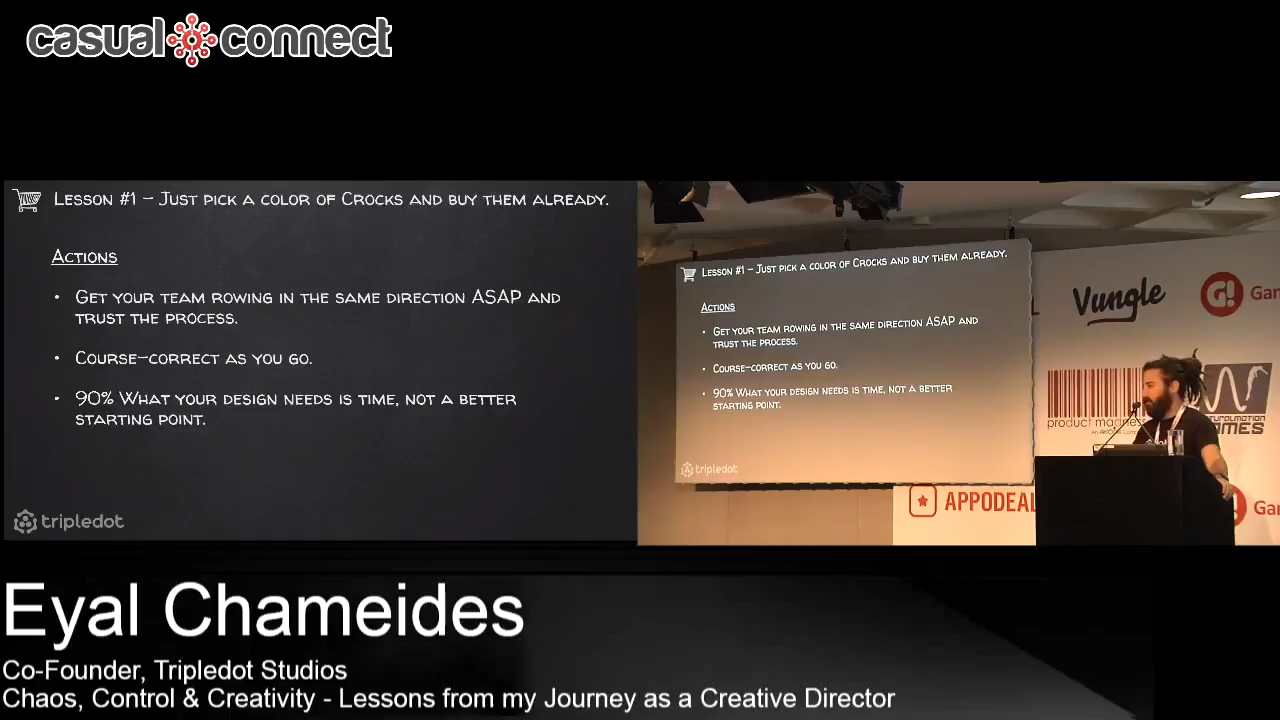 casual connect
Lesson #1 – Just pick a color of Crocks and buy them already.
Actions
• Get your team rowing in the same direction ASAP and
trust the process.
• Course-correct as you go.
• 90% What your design needs is time, not a better
starting point.
tripledot
Lesson #1 – Just pick a color of Crocks and buy them already.
Actions
• Get your team rowing in the same direction ASAP and
trust the process.
• Course-correct as you go.
• 90% What your design needs is time, not a better
starting point.
tripledot
Vungle
G! Gam
product madness
GAMES
APPODEAL
Gar
Eyal Chameides
Co-Founder, Tripledot Studios
Chaos, Control & Creativity - Lessons from my Journey as a Creative Director